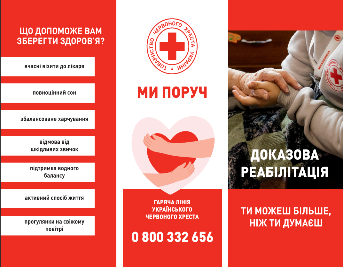 ЩО ДОПОМОЖЕ ВАМ
ЗБЕРЕГТИ ЗДОРОВ'Я?
вчасні візити до лікаря
повноцінний сон
збалансоване харчування
відмова від
шкідливих звичок
підтримка водного
балансу
активний спосіб життя
прогулянки на свіжому
повітрі
ТОВАРИСТВО ЧЕРВОНОГО ХРЕСТА УКРАЇНИ
МИ ПОРУЧ
ГАРЯЧА ЛІНІЯ
УКРАЇНСЬКОГО
ЧЕРВОНОГО ХРЕСТА
0 800 332 656
ДОКАЗОВА
РЕАБІЛІТАЦІЯ
ТИ МОЖЕШ БІЛЬШЕ,
НІЖ ТИ ДУМАЄШ